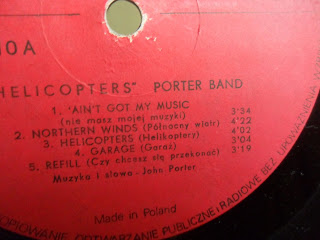 0A
HELICOPTERS" PORTER BAND
1. 'AIN'T GOT MY MUSIC
(nie masz mojej muzyki) 3'34
2. NORTHERN WINDS (Północny wiatr) 4'22
3. HELICOPTERS (Helikoptery) 4'02
4. GARAGE (Garaż) 3'04
5. REFILL (Czy chcesz się przekonać) 3'19
Muzyka i słowa - John Porter
Made in Poland
KOPIOWANIE ODTWARZANIE PUBLICZNE I RADIOWE BEZ UPOWAŻNIENIA